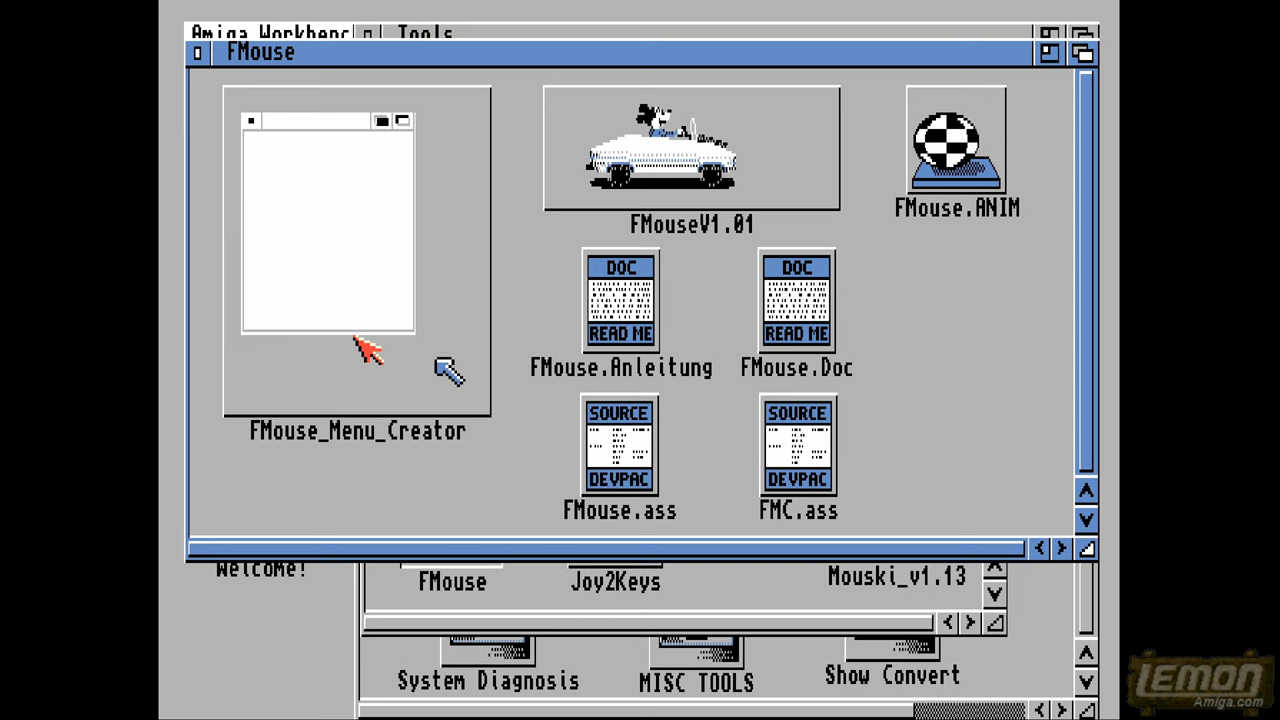 Amiga Workbenc
Tools
FMouse
FMouseV1.01
FMouse.ANIM
DOC
READ ME
DOC
READ ME
FMouse.Anleitung
FMouse.Doc
FMouse_Menu_Creator
SOURCE
DEVPAC
SOURCE
DEVPAC
FMouse.ass
FMC.ass
Welcome!
FMouse
Joy2Keys
Mouski_v1.13
System Diagnosis
MISC TOOLS
Show Convert
LEMON
Amiga.com